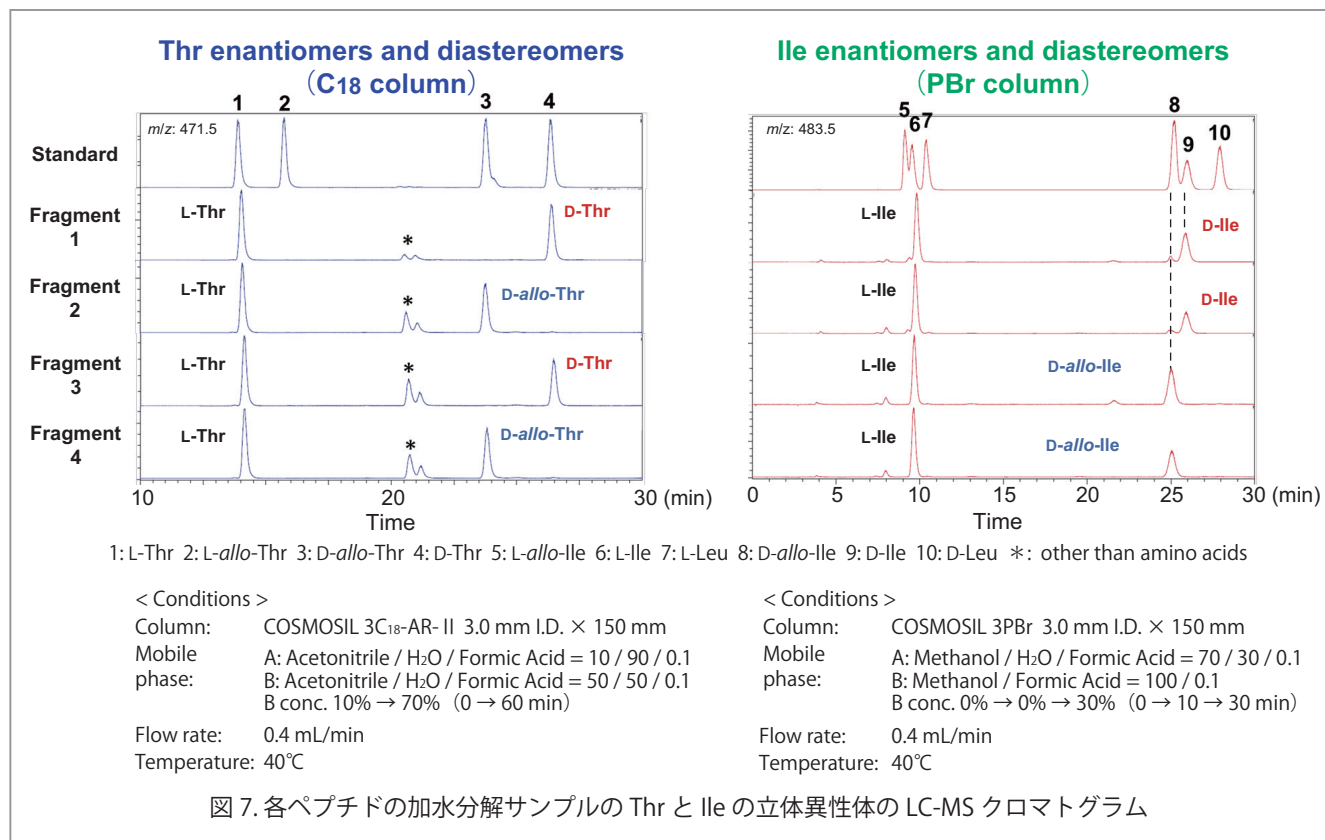 Thr enantiomers and diastereomers
（C18 column）
1 2 3 4
m/z: 471.5
Standard
Fragment
1
L-Thr
*
D-Thr
Fragment
2
L-Thr
*
D-allo-Thr
Fragment
3
L-Thr
*
D-Thr
Fragment
4
L-Thr
*
D-allo-Thr
10 20 30 (min)
Time
Ile enantiomers and diastereomers
（PBr column）
5 6 7 8 9 10
m/z: 483.5
L-Ile
D-Ile
L-Ile
D-Ile
L-Ile
D-allo-Ile
L-Ile
D-allo-Ile
0 5 10 15 20 25 30 (min)
Time
1: L-Thr 2: L-allo-Thr 3: D-allo-Thr 4: D-Thr 5: L-allo-Ile 6: L-Ile 7: L-Leu 8: D-allo-Ile 9: D-Ile 10: D-Leu ＊: other than amino acids
< Conditions >
Column: COSMOSIL 3C18-AR-II 3.0 mm I.D. × 150 mm
Mobile phase: A: Acetonitrile / H2O / Formic Acid = 10 / 90 / 0.1
B: Acetonitrile / H2O / Formic Acid = 50 / 50 / 0.1
B conc. 10% → 70%（0 → 60 min）
Flow rate: 0.4 mL/min
Temperature: 40℃
< Conditions >
Column: COSMOSIL 3PBr 3.0 mm I.D. × 150 mm
Mobile phase: A: Methanol / H2O / Formic Acid = 70 / 30 / 0.1
B: Methanol / Formic Acid = 100 / 0.1
B conc. 0% → 0% → 30%（0 → 10 → 30 min）
Flow rate: 0.4 mL/min
Temperature: 40℃
図 7. 各ペプチドの加水分解サンプルの Thr と Ile の立体異性体の LC-MS クロマトグラム